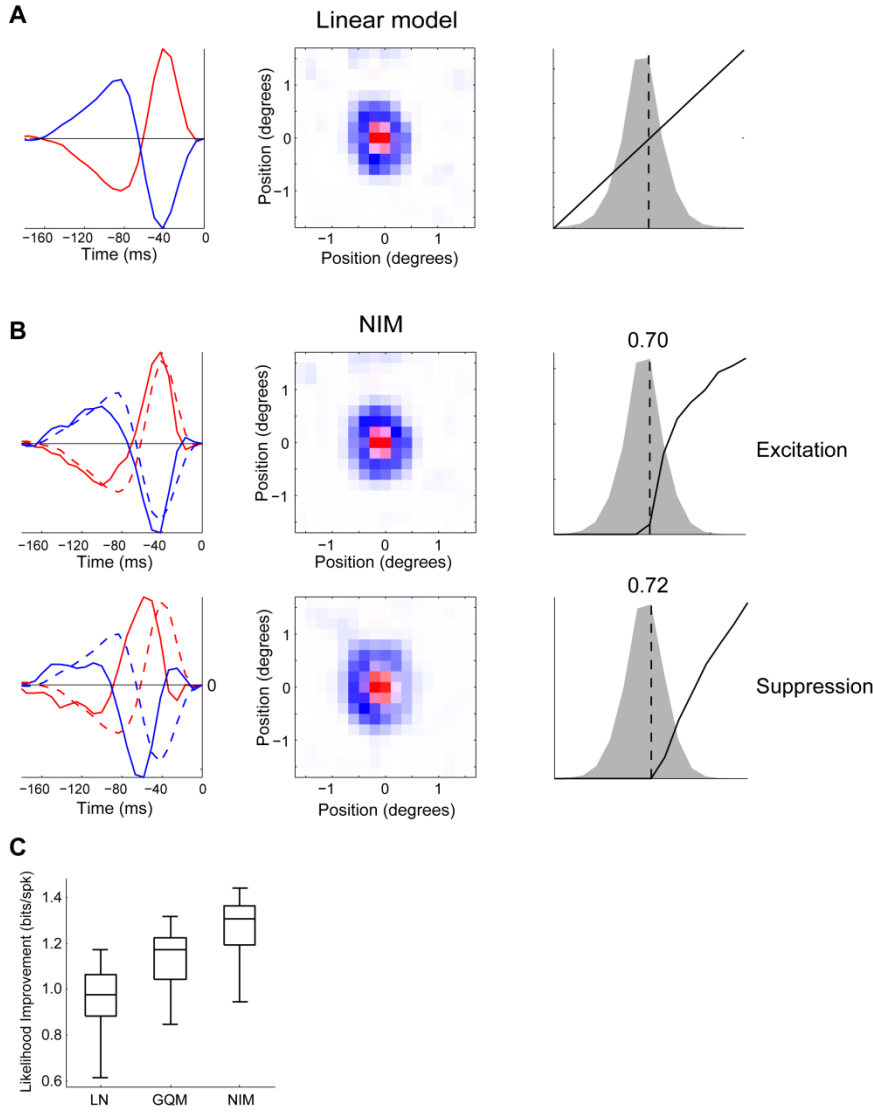 A
Linear model
−160 −120 −80 −40 0
Time (ms)
Position (degrees)
1
0
−1
−1 0 1
Position (degrees)
B
NIM
−160 −120 −80 −40 0
Time (ms)
Position (degrees)
1
0
−1
−1 0 1
0.70
Excitation
0
−160 −120 −80 −40 0
Time (ms)
Position (degrees)
1
0
−1
−1 0 1
Position (degrees)
0.72
Suppression
C
Likelihood Improvement (bits/spk)
1.4
1.2
1.0
0.8
0.6
LN GQM NIM